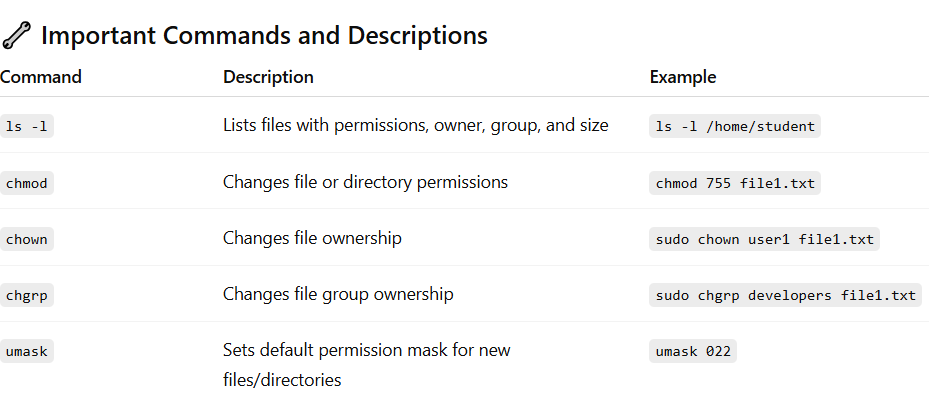 Important Commands and Descriptions
Command Description Example
ls -l Lists files with permissions, owner, group, and size ls -l /home/student
chmod Changes file or directory permissions chmod 755 file1.txt
chown Changes file ownership sudo chown user1 file1.txt
chgrp Changes file group ownership sudo chgrp developers file1.txt
umask Sets default permission mask for new umask 022
files/directories